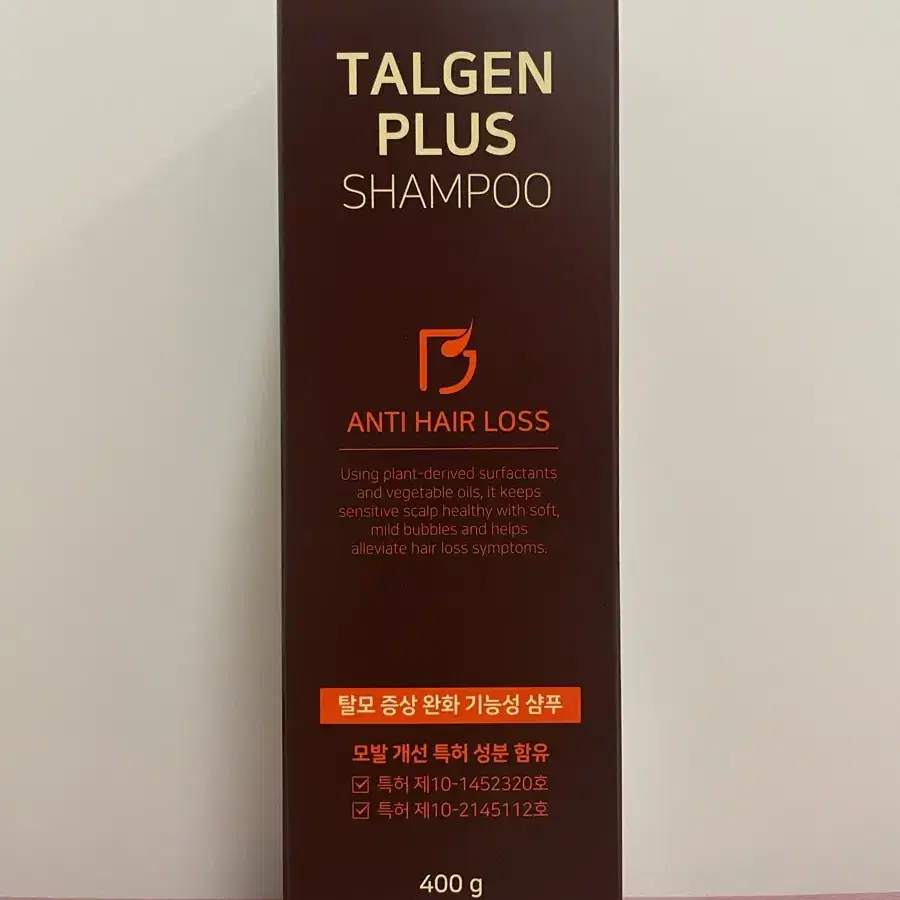 TALGEN
PLUS
SHAMPOO
ANTI HAIR LOSS
Using plant-derived surfactants
and vegetable oils, it keeps
sensitive scalp healthy with soft,
mild bubbles and helps
alleviate hair loss symptoms.
탈모 증상 완화 기능성 샴푸
모발 개선 특허 성분 함유
특허 제10-1452320호
특허 제10-2145112호
400 g